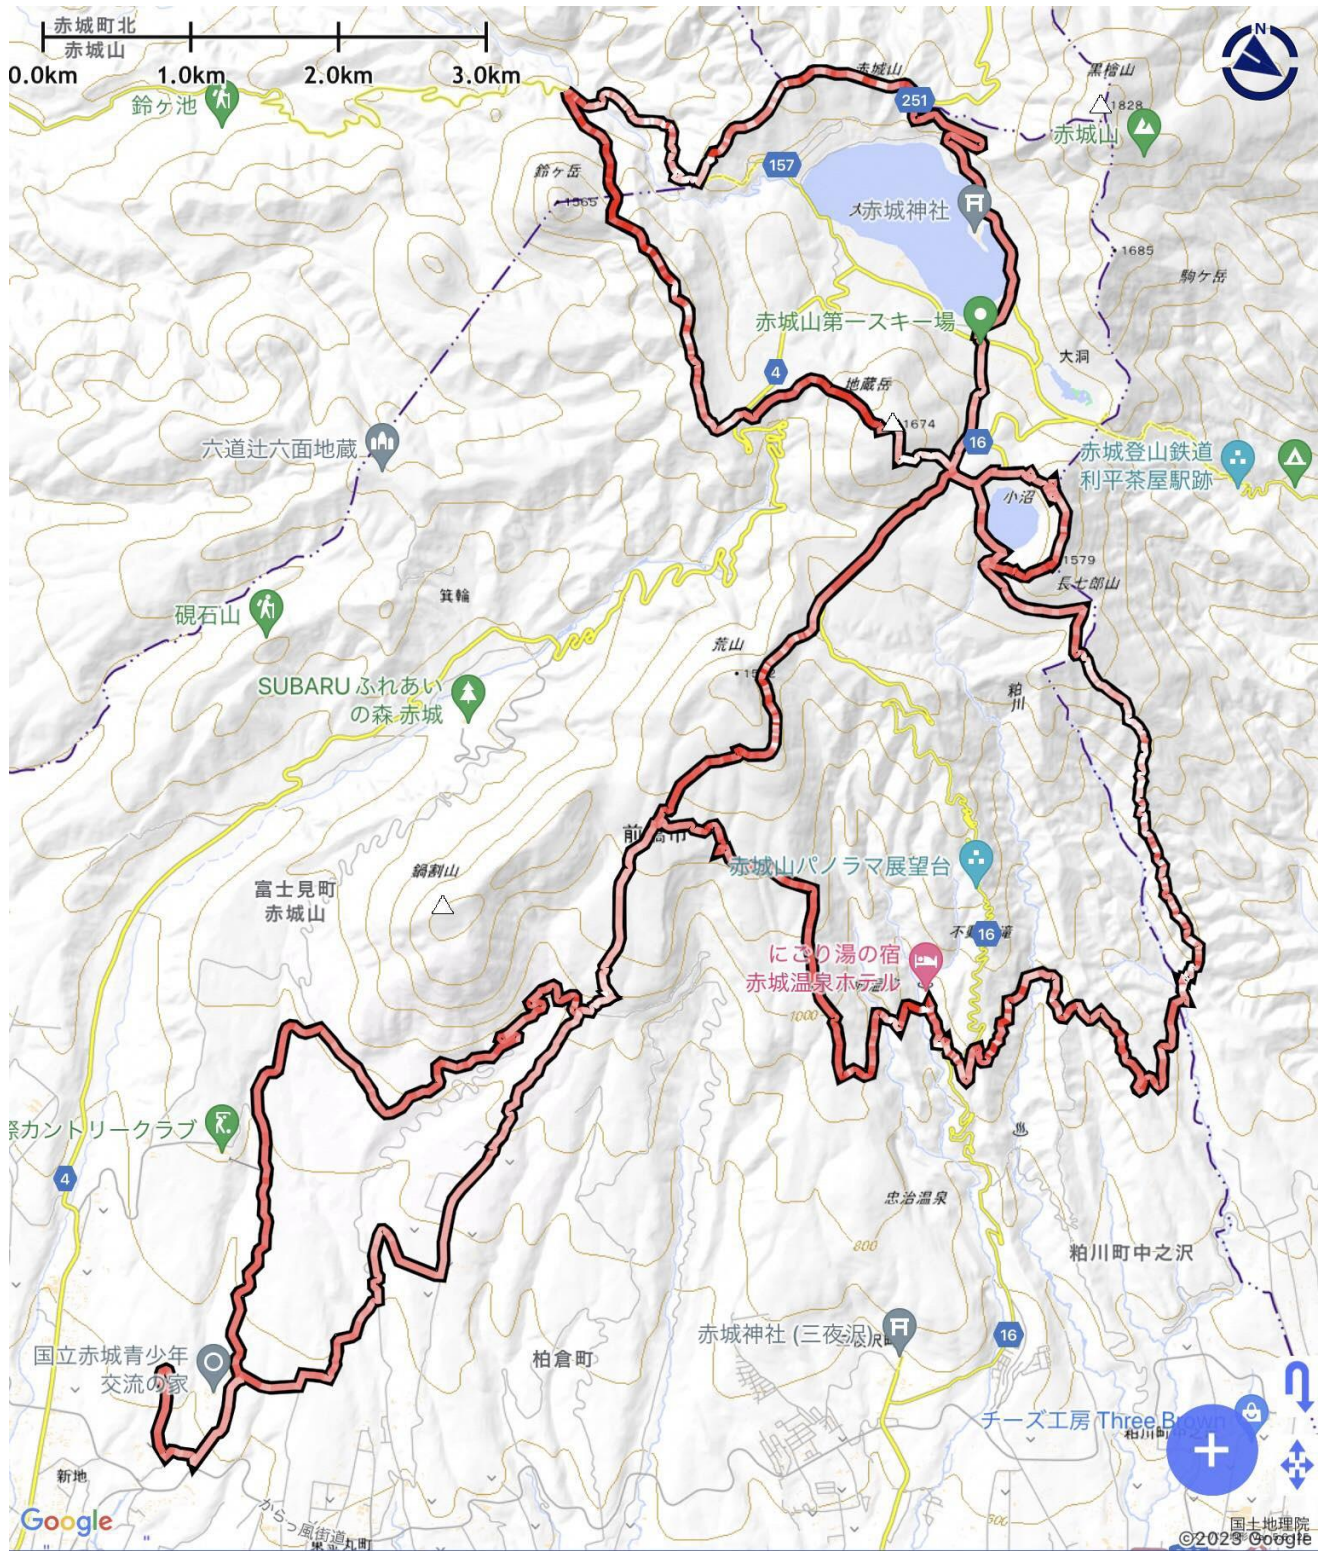 赤城町北
赤城山
0.0km
1.0km
2.0km
3.0km
N
鈴ヶ池
赤城山
251
黒檜山
1828
赤城山
157
鈴ヶ岳
1565
赤城神社
1685
駒ケ岳
赤城山第一スキー場
大洞
4
地蔵岳
1674
16
六道辻六面地蔵
赤城登山鉄道
利平茶屋駅跡
小沼
1579
長七郎山
箕輪
硯石山
荒山
SUBARU ふれあい
の森 赤城
粕
川
鍋割山
富士見町
赤城山
赤城山パノラマ展望台
16
にごり湯の宿
赤城温泉ホテル
1000
カントリークラブ
4
忠治温泉
800
粕川町中之沢
赤城神社 (三夜沢)
16
国立赤城青少年
交流の家
柏倉町
チーズ工房 Three Brown
新地
からっ風街道
Google
国土地理院
©2023 Google